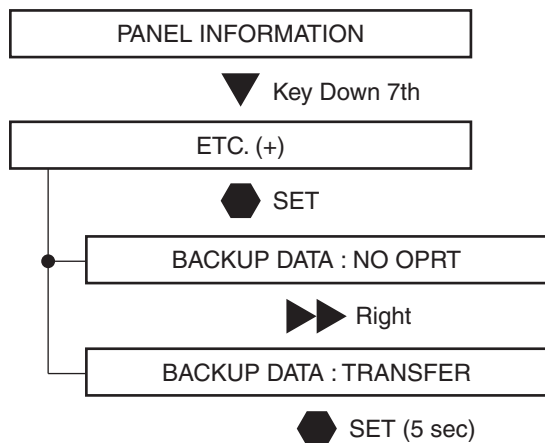 PANEL INFORMATION
Key Down 7th
ETC. (+)
SET
BACKUP DATA : NO OPRT
Right
BACKUP DATA : TRANSFER
SET (5 sec)